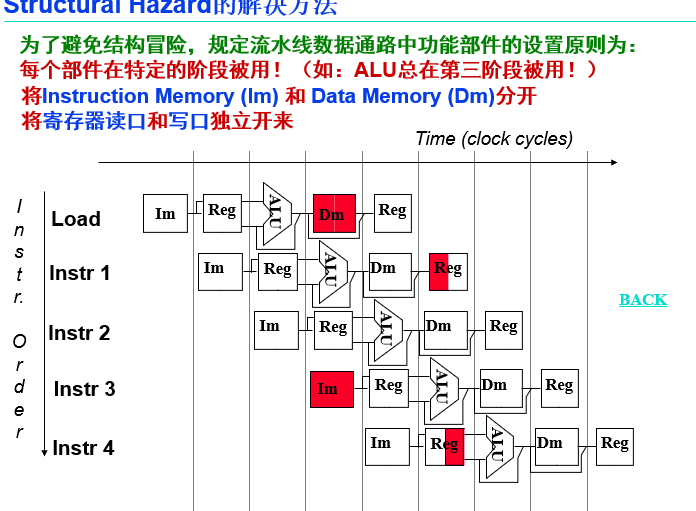 Structural Hazard的解决方法
为了避免结构冒险，规定流水线数据通路中功能部件的设置原则为：
每个部件在特定的阶段被用！（如：ALU总在第三阶段被用！）
将Instruction Memory (Im) 和 Data Memory (Dm)分开
将寄存器读口和写口独立开来
Time (clock cycles)
Instr. Order
Load Im Reg ALU Dm Reg
Instr 1 Im Reg ALU Dm Reg
BACK
Instr 2 Im Reg ALU Dm Reg
Instr 3 Im Reg ALU Dm Reg
Instr 4 Im Reg ALU Dm Reg